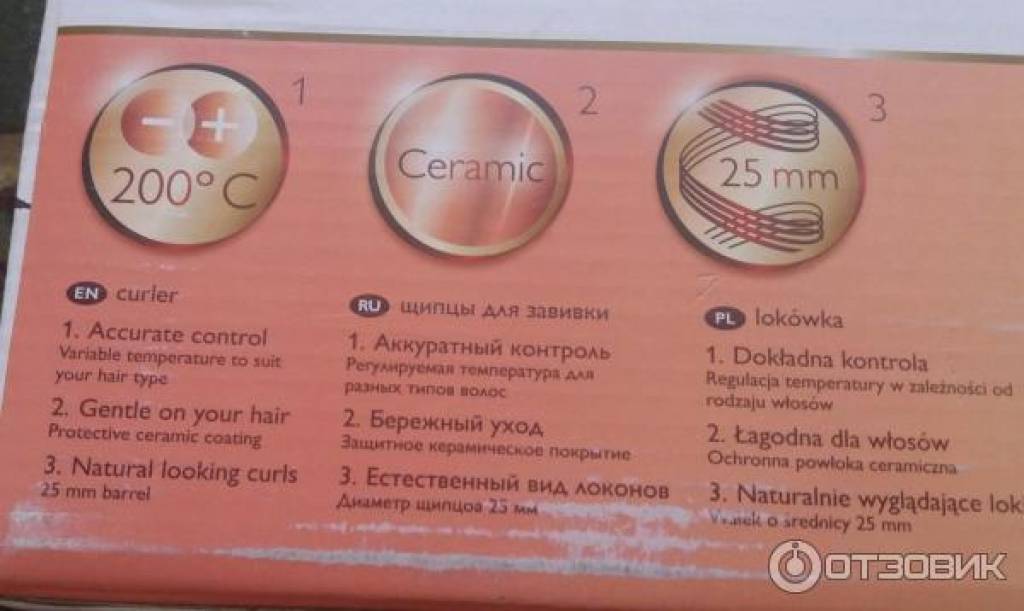 1
200° C
2
Ceramic
3
25 mm
EN curler
1. Accurate control
Variable temperature to suit
your hair type
2. Gentle on your hair
Protective ceramic coating
3. Natural looking curls
25 mm barrel
RU щипцы для завивки
1. Аккуратный контроль
Регулируемая температура для
разных типов волос
2. Бережный уход
Защитное керамическое покрытие
3. Естественный вид локонов
Диаметр щипцов 25 мм
PL lokówka
1. Dokładna kontrola
Regulacja temperatury w zależności od
rodzaju włosów
2. Łagodna dla włosów
Ochronna powłoka ceramiczna
3. Naturalnie wyglądające
o średnicy 25 mm
ОТЗОВИК